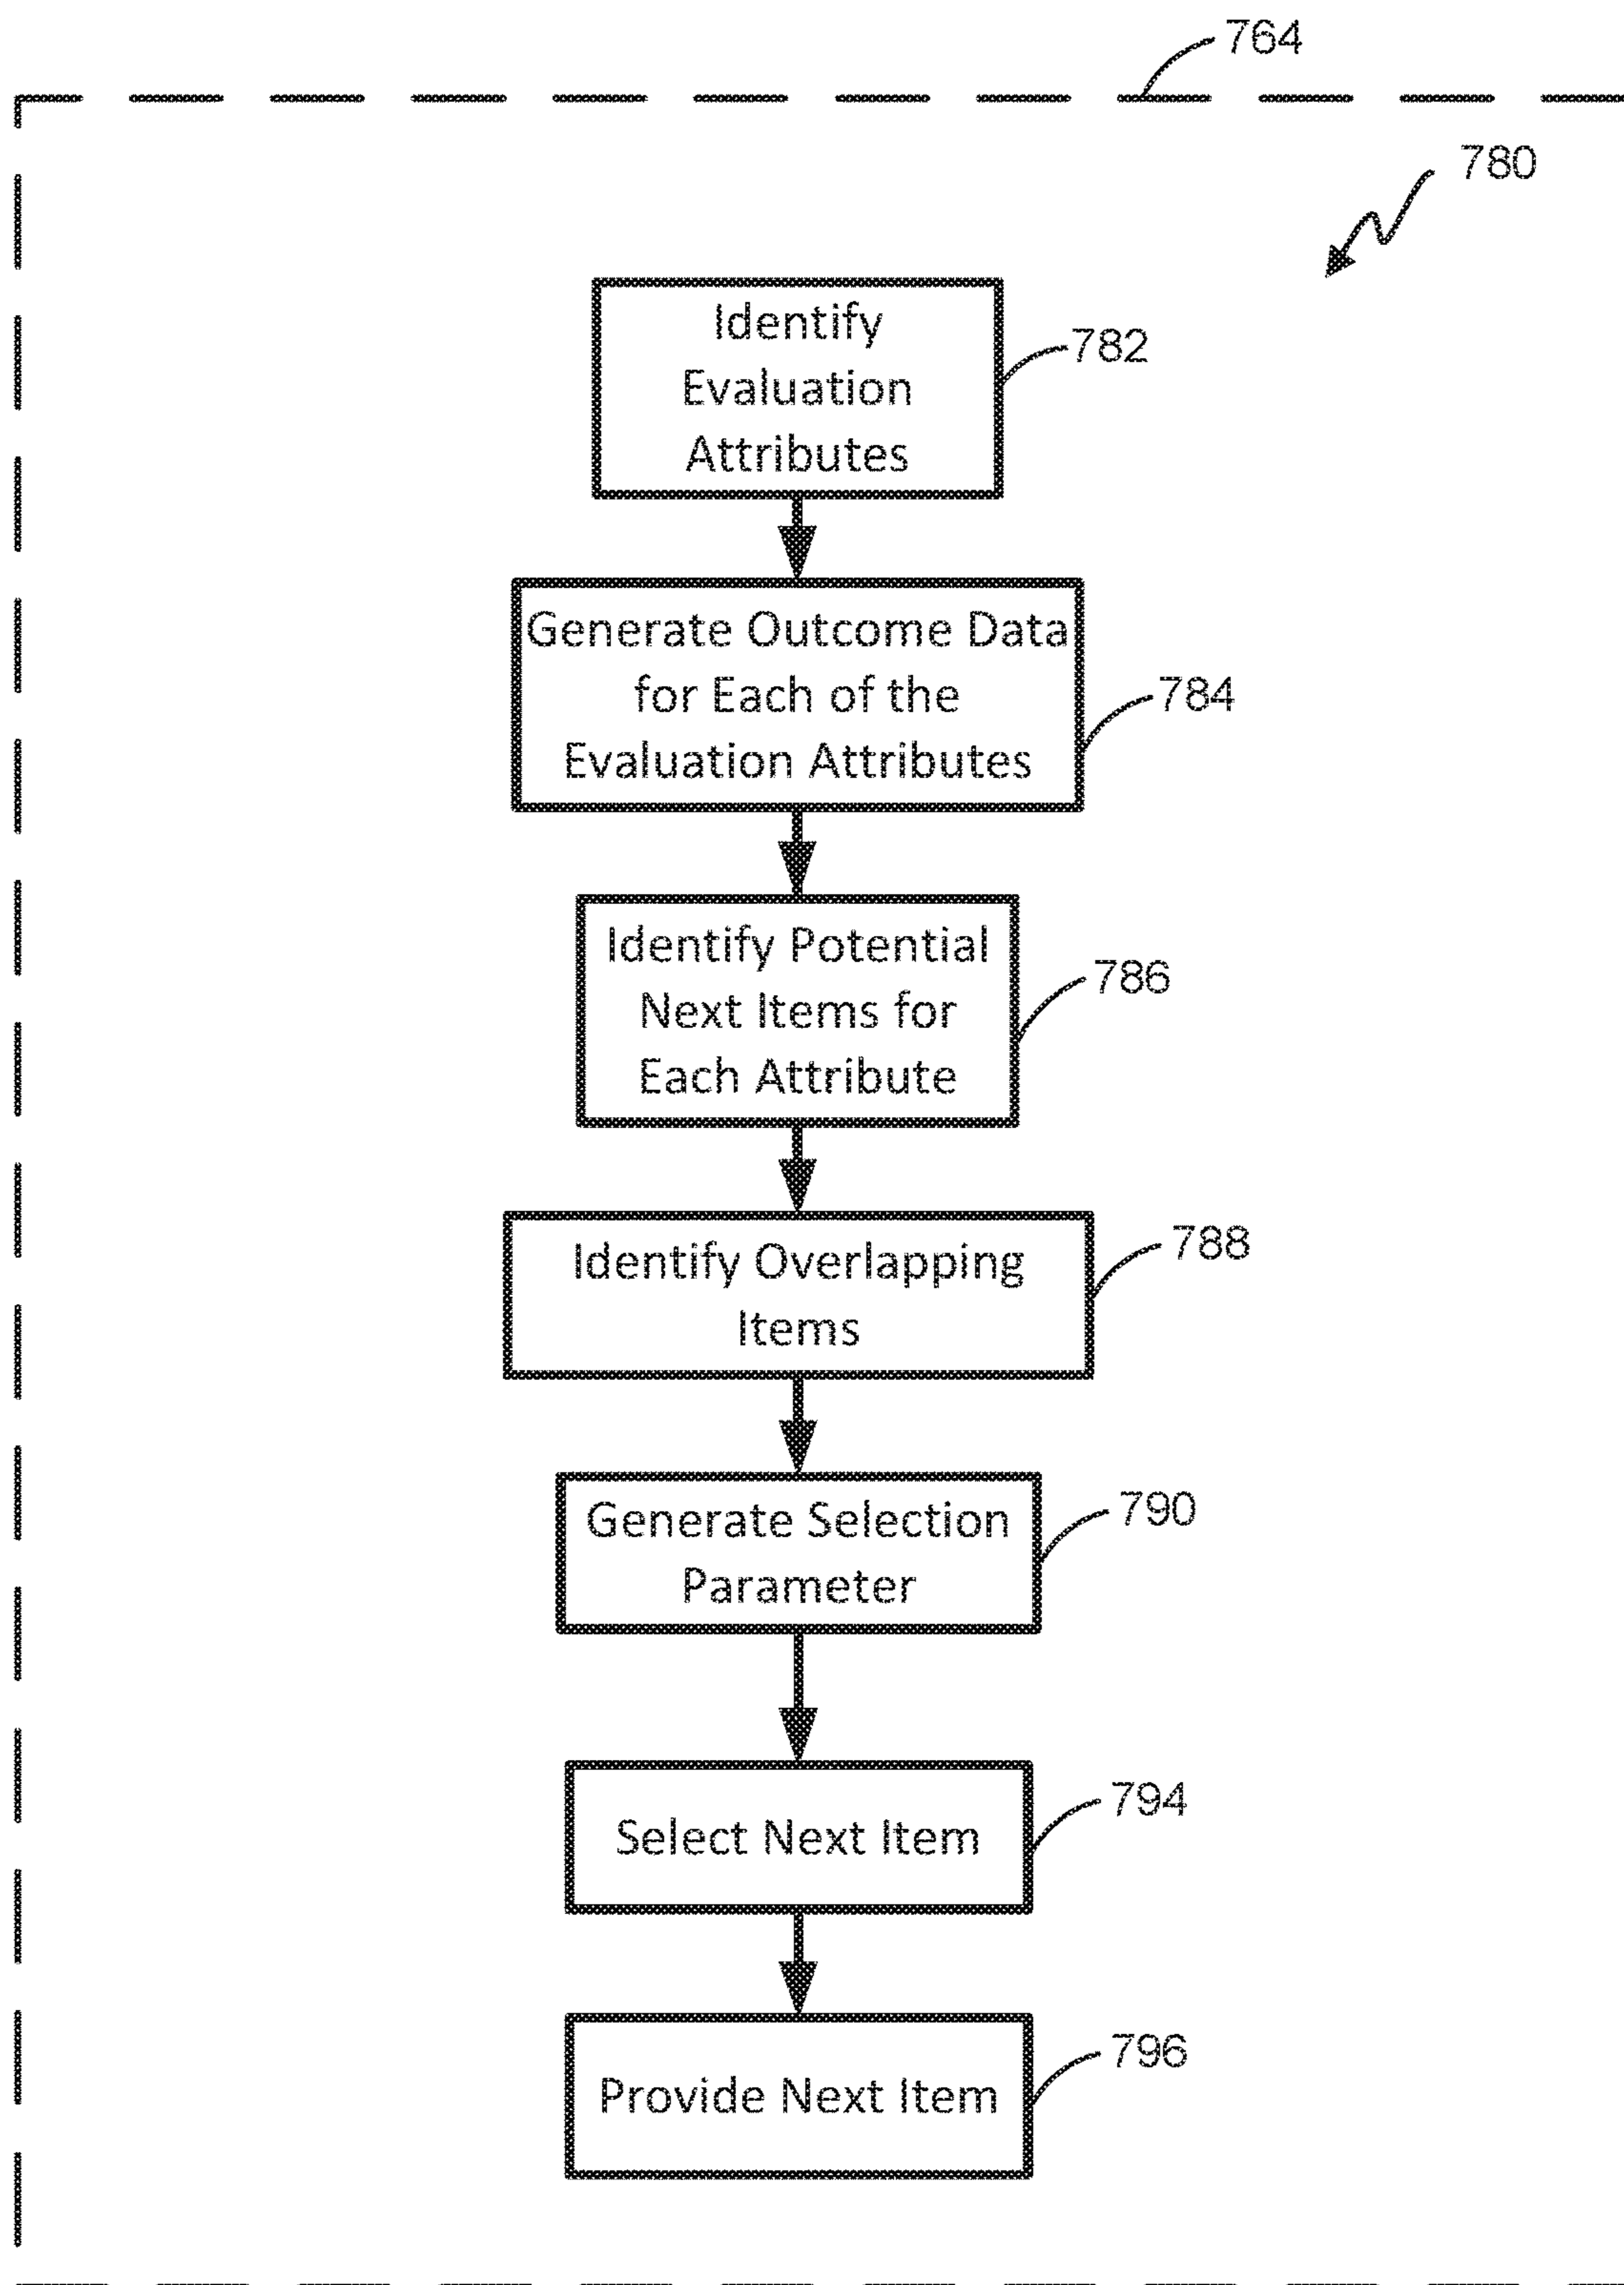 764
780
Identify
Evaluation
Attributes
782
Generate Outcome Data
for Each of the
Evaluation Attributes
784
Identify Potential
Next Items for
Each Attribute
786
Identify Overlapping
Items
788
Generate Selection
Parameter
790
Select Next Item
794
Provide Next Item
796